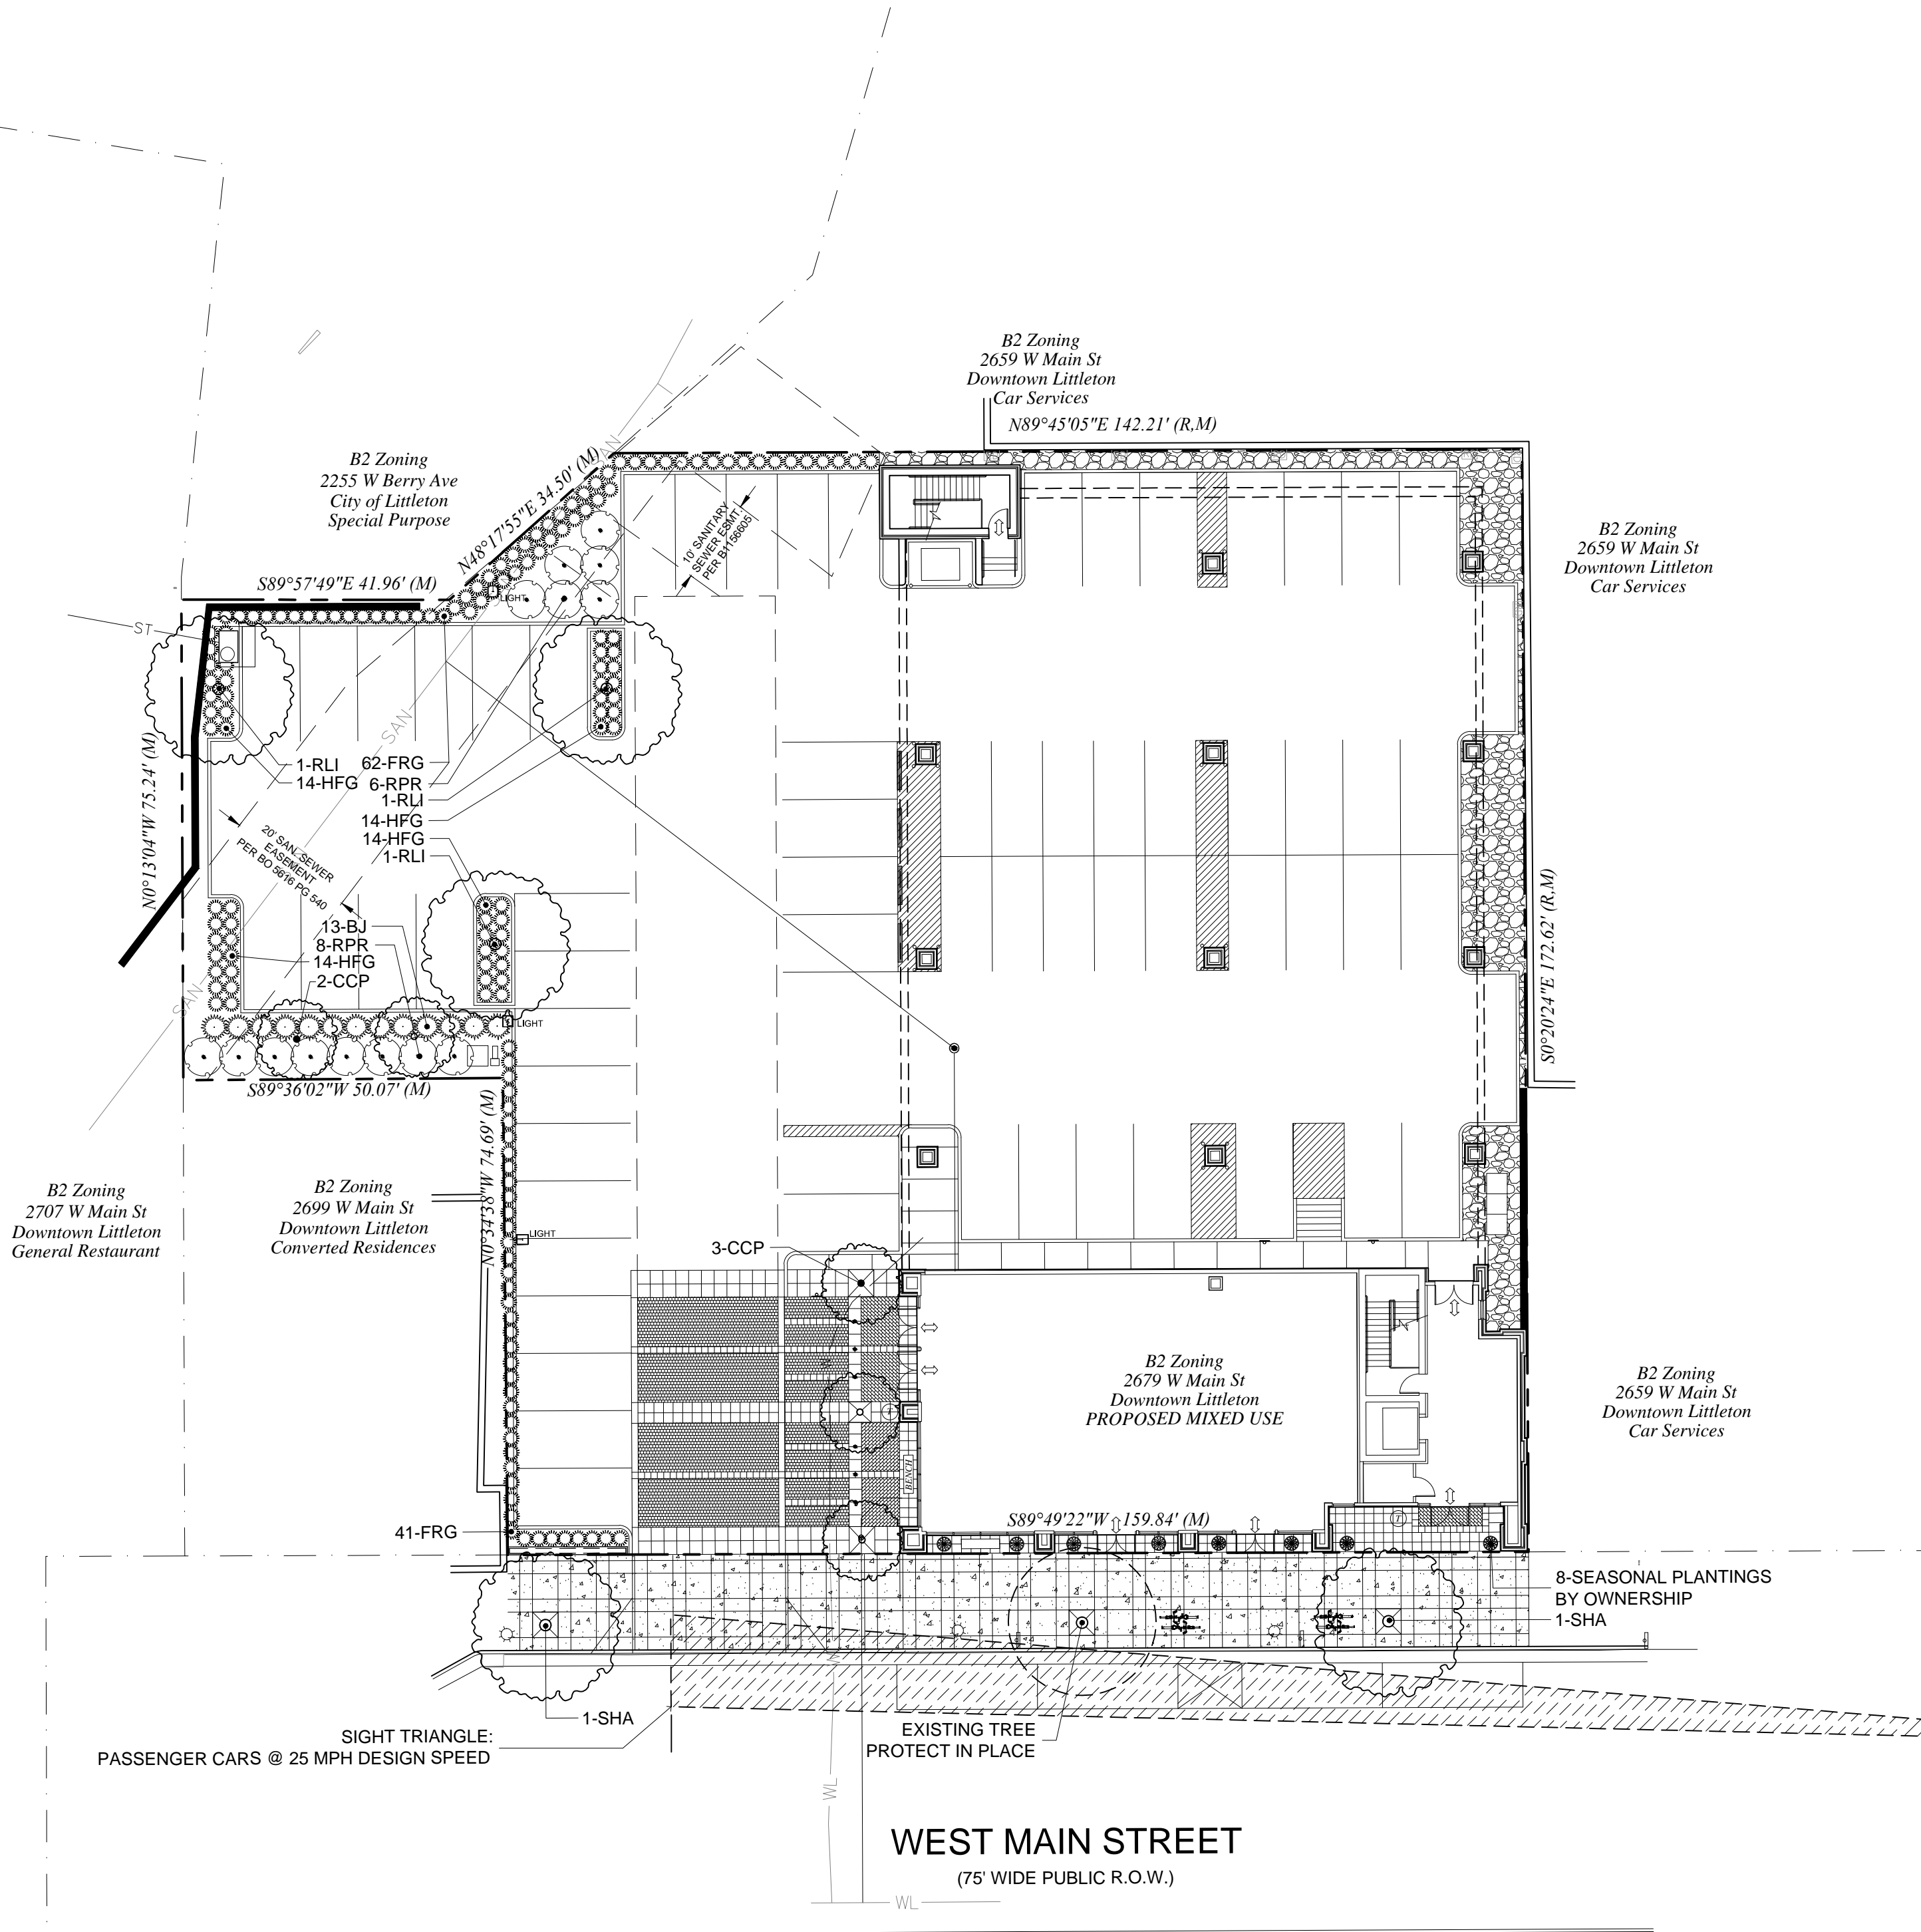 B2 Zoning
2659 W Main St
Downtown Littleton
Car Services
N89°45'05"E 142.21' (R,M)
B2 Zoning
2255 W Berry Ave
City of Littleton
Special Purpose
N48°17'55"E 34.50' (M)
SAN
S89°57'49"E 41.96' (M)
LIGHT
10' SANITARY
SEWER ESMT.
PER B1156605
B2 Zoning
2659 W Main St
Downtown Littleton
Car Services
ST
SAN
N0°13'04"W 75.24' (M)
1-RLI
14-HFG
62-FRG
6-RPR
1-RLI
14-HFG
14-HFG
1-RLI
20' SAN. SEWER
EASEMENT
PER BO 5616 PG 540
13-BJ
8-RPR
14-HFG
2-CCP
SAN
LIGHT
S89°36'02"W 50.07' (M)
S0°20'24"E 172.62' (R,M)
N0°34'38"W 74.69' (M)
B2 Zoning
2707 W Main St
Downtown Littleton
General Restaurant
B2 Zoning
2699 W Main St
Downtown Littleton
Converted Residences
LIGHT
3-CCP
B2 Zoning
2679 W Main St
Downtown Littleton
PROPOSED MIXED USE
B2 Zoning
2659 W Main St
Downtown Littleton
Car Services
T
BENCH
T
S89°49'22"W 159.84' (M)
41-FRG
8-SEASONAL PLANTINGS
BY OWNERSHIP
1-SHA
1-SHA
SIGHT TRIANGLE:
PASSENGER CARS @ 25 MPH DESIGN SPEED
EXISTING TREE
PROTECT IN PLACE
WL
WEST MAIN STREET
(75' WIDE PUBLIC R.O.W.)
WL